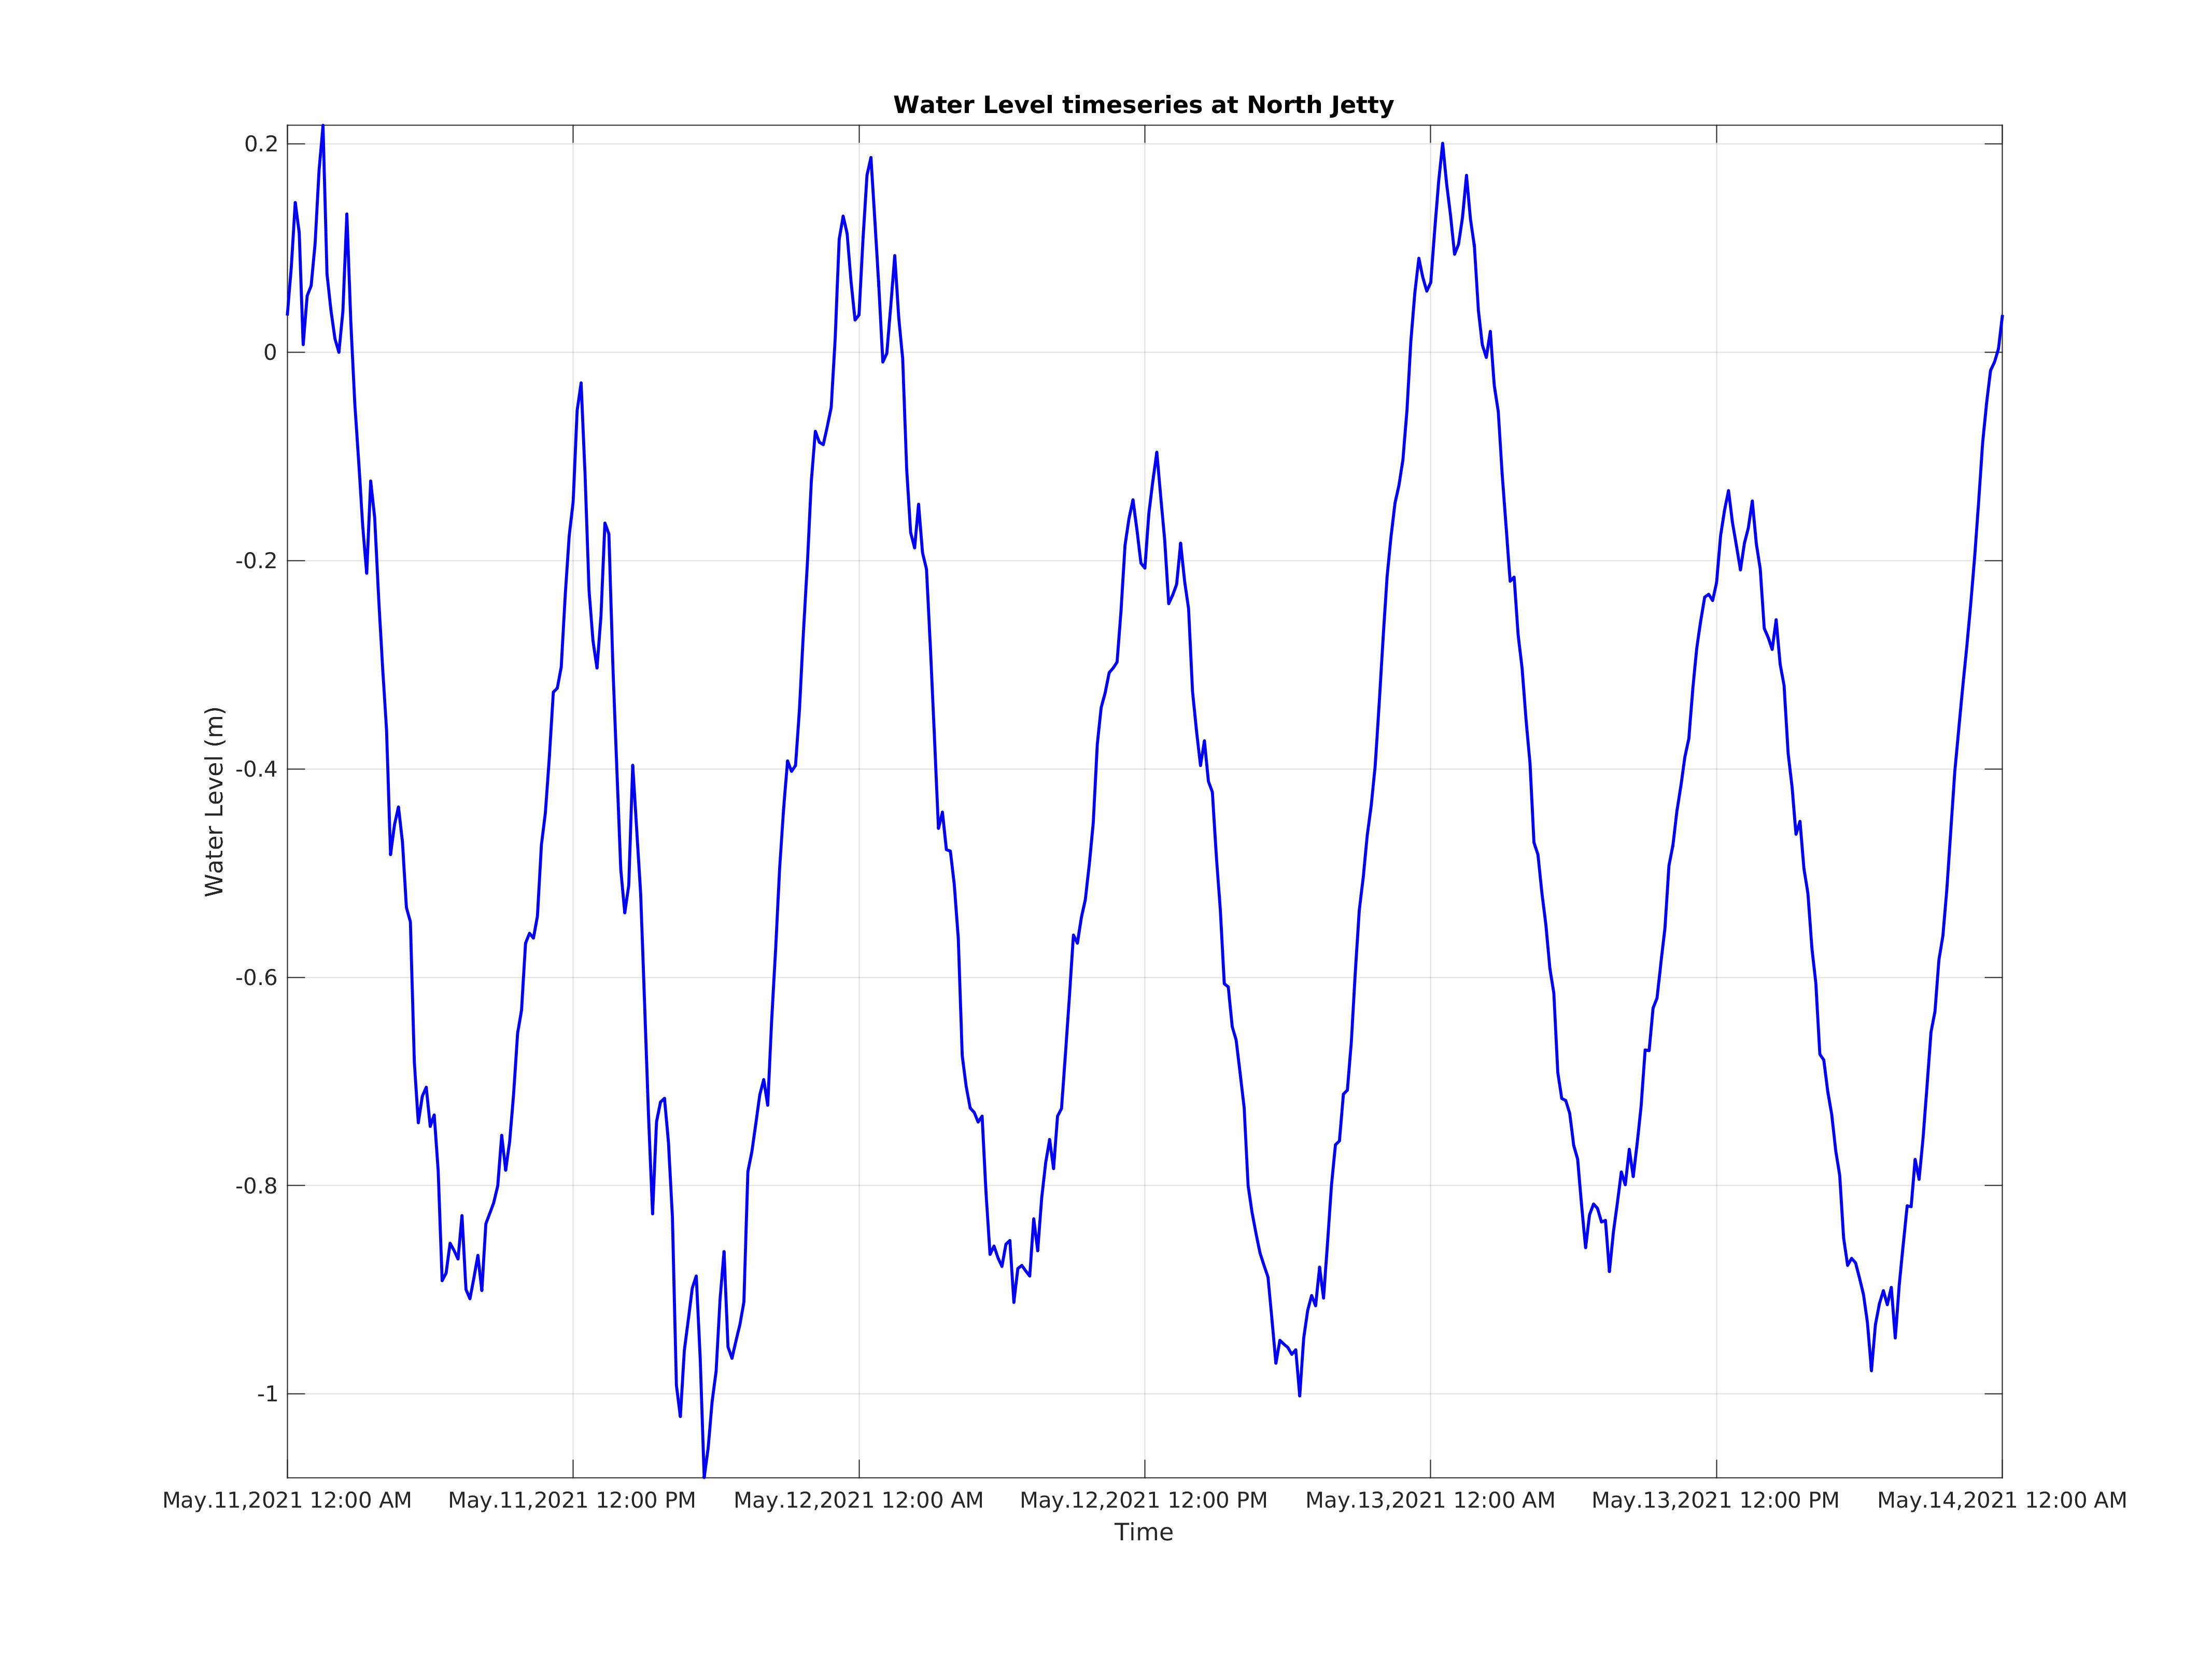 Water Level timeseries at North Jetty
0.2
0
-0.2
-0.4
-0.6
-0.8
-1
Water Level (m)
May.11,2021 12:00 AM May.11,2021 12:00 PM May.12,2021 12:00 AM May.12,2021 12:00 PM May.13,2021 12:00 AM May.13,2021 12:00 PM May.14,2021 12:00 AM
Time